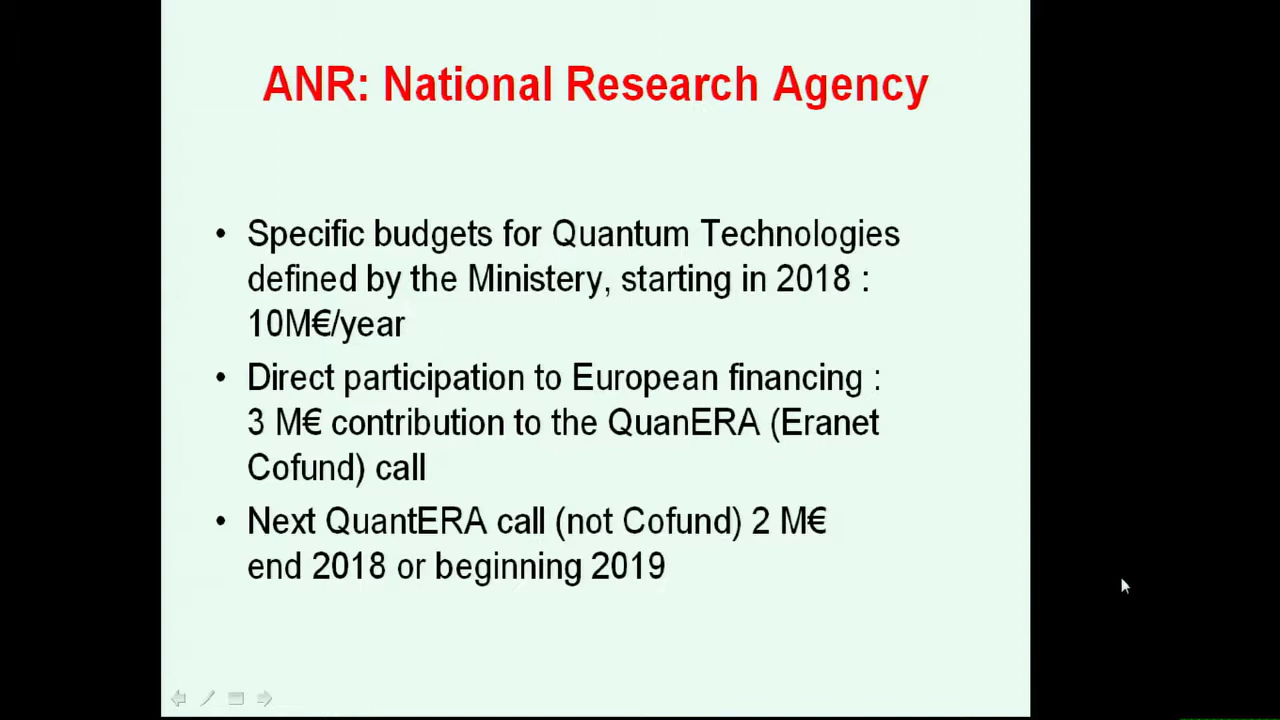 ANR: National Research Agency
• Specific budgets for Quantum Technologies
defined by the Ministery, starting in 2018 :
10M€/year
• Direct participation to European financing :
3 M€ contribution to the QuanERA (Eranet
Cofund) call
• Next QuantERA call (not Cofund) 2 M€
end 2018 or beginning 2019